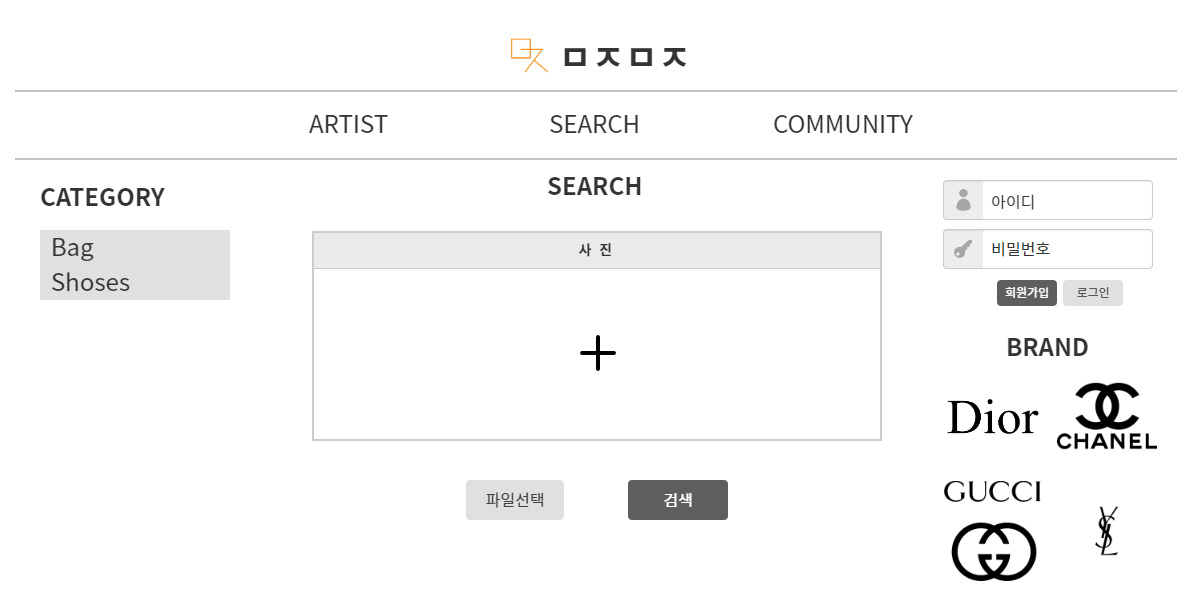 ㅁㅈㅁㅈ
ARTIST SEARCH COMMUNITY
CATEGORY
Bag
Shoses
SEARCH
사 진
파일선택 검색
아이디
비밀번호
회원가입 로그인
BRAND
Dior
CHANEL
GUCCI
YSL